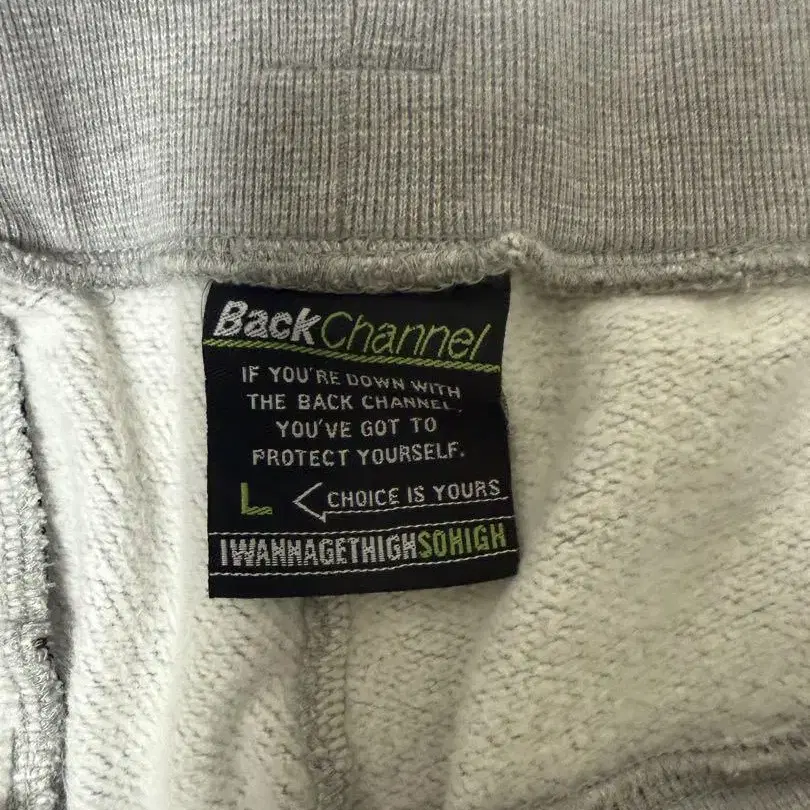 BackChannel
IF YOU'RE DOWN WITH
THE BACK CHANNEL,
YOU'VE GOT TO
PROTECT YOURSELF.
L CHOICE IS YOURS
IWANNAGETHIGHSOHIGH